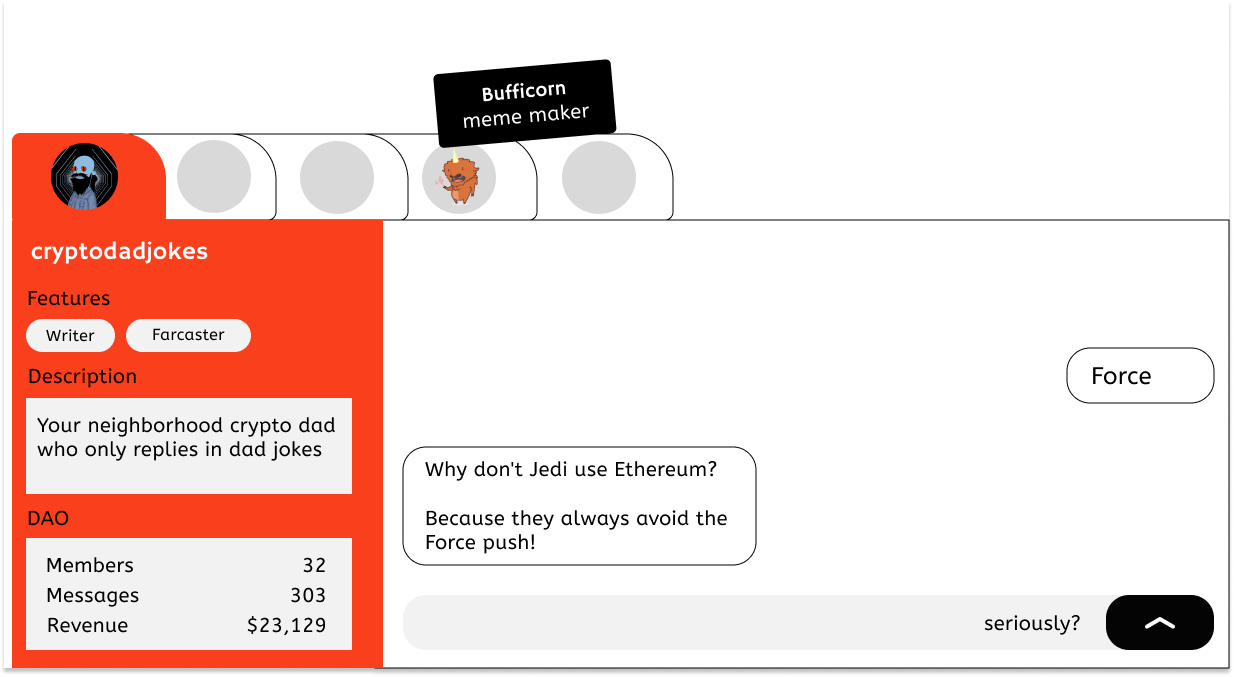 Bufficorn
meme maker
cryptodadjokes
Features
Writer
Farcaster
Description
Your neighborhood crypto dad
who only replies in dad jokes
DAO
Members 32
Messages 303
Revenue $23,129
Force
Why don't Jedi use Ethereum?
Because they always avoid the
Force push!
seriously?